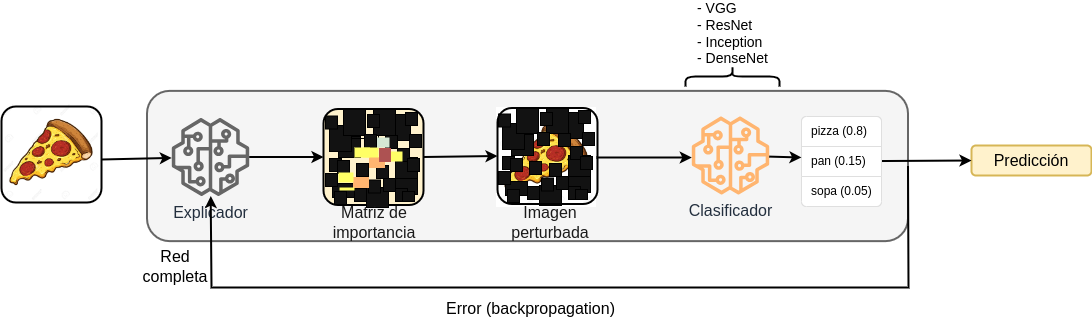 - VGG
- ResNet
- Inception
- DenseNet
pizza (0.8)
pan (0.15)
sopa (0.05)
Predicción
Explicador
Matriz de
importancia
Imagen
perturbada
Clasificador
Red
completa
Error (backpropagation)